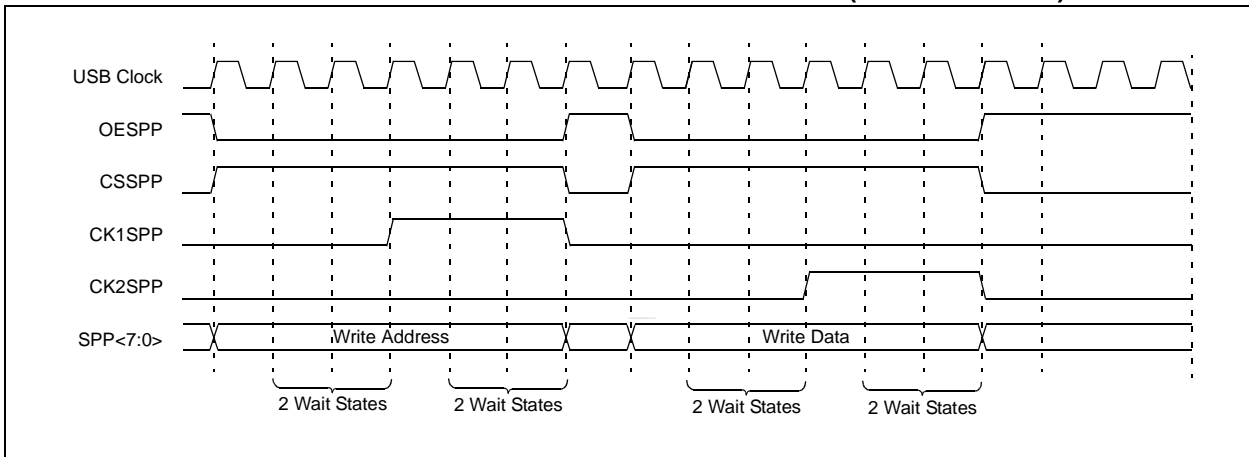 USB Clock
OESPP
CSSPP
CK1SPP
CK2SPP
SPP<7:0>
Write Address
Write Data
2 Wait States
2 Wait States
2 Wait States
2 Wait States